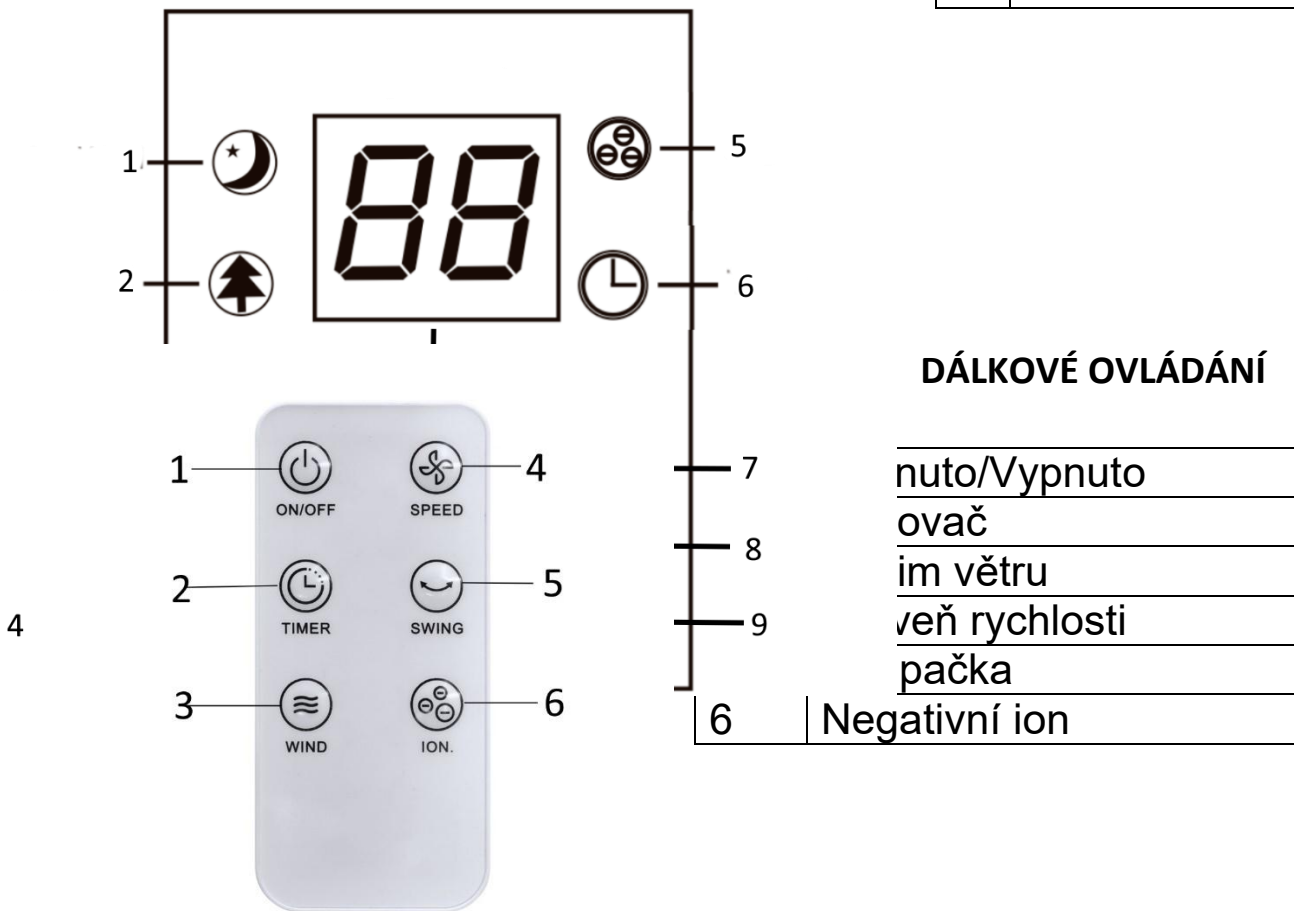 88
1
5
2
6
DÁLKOVÉ OVLÁDÁNÍ
1
4
ON/OFF
SPEED
2
5
TIMER
SWING
3
6
WIND
ION.
4
7
8
9
nuto/Vypnuto
ovač
im větru
veň rychlosti
pačka
6 Negativní ion